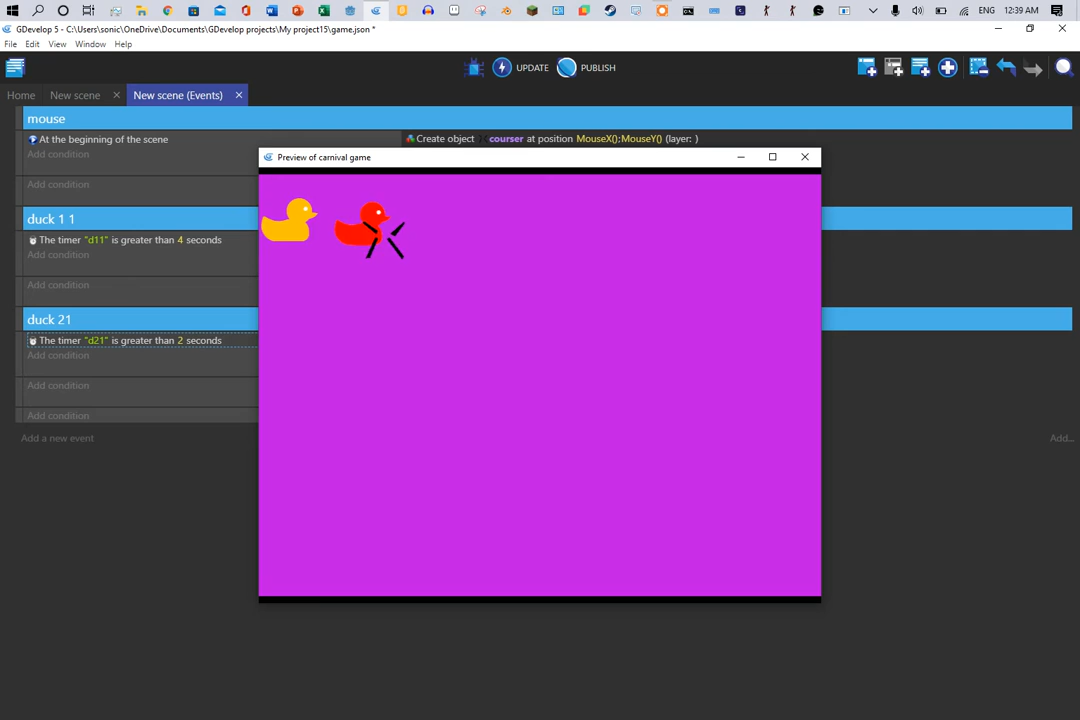 ENG 12:39 AM
GDevelop 5 - C:\Users\sonic\OneDrive\Documents\GDevelop projects\My project15\game.json *
File Edit View Window Help
UPDATE PUBLISH
Home New scene New scene (Events)
mouse
At the beginning of the scene
Create object courser at position MouseX();MouseY() (layer: )
Add condition
Preview of carnival game
Add condition
duck 1 1
The timer "d11" is greater than 4 seconds
Add condition
Add condition
duck 21
The timer "d21" is greater than 2 seconds
Add condition
Add condition
Add condition
Add a new event
Add...